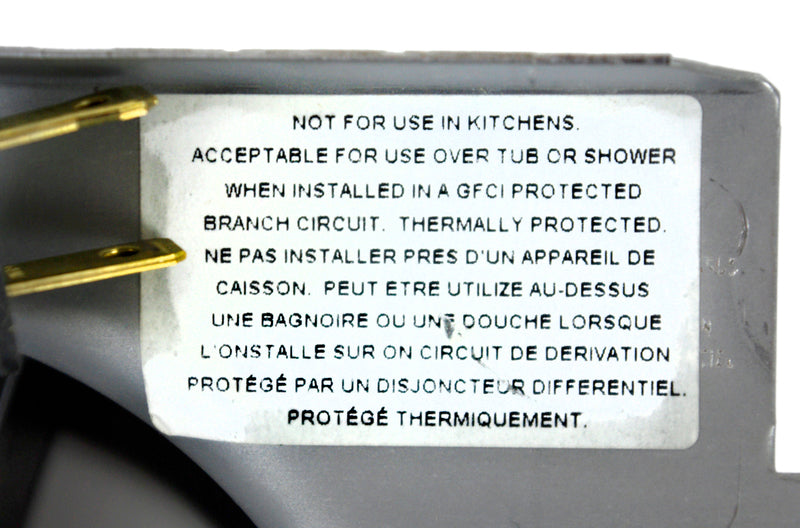 NOT FOR USE IN KITCHENS.
ACCEPTABLE FOR USE OVER TUB OR SHOWER
WHEN INSTALLED IN A GFCI PROTECTED
BRANCH CIRCUIT. THERMALLY PROTECTED.
NE PAS INSTALLER PRES D'UN APPAREIL DE
CAISSON. PEUT ETRE UTILIZE AU-DESSUS
UNE BAGNOIRE OU UNE DOUCHE LORSQUE
L'ONSTALLE SUR ON CIRCUIT DE DERIVATION
PROTÉGÉ PAR UN DISJONCTEUR DIFFERENTIEL.
PROTÉGÉ THERMIQUEMENT.